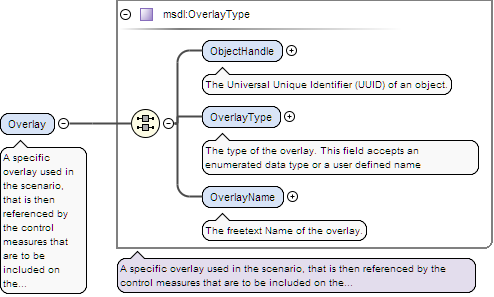 msdl:OverlayType
ObjectHandle
The Universal Unique Identifier (UUID) of an object.
Overlay
OverlayType
The type of the overlay. This field accepts an
enumerated data type or a user defined name
A specific
overlay used in
the scenario,
that is then
referenced by
the control
measures that
are to be
included on
the...
OverlayName
The freetext Name of the overlay.
A specific overlay used in the scenario, that is then referenced by the
control measures that are to be included on the...